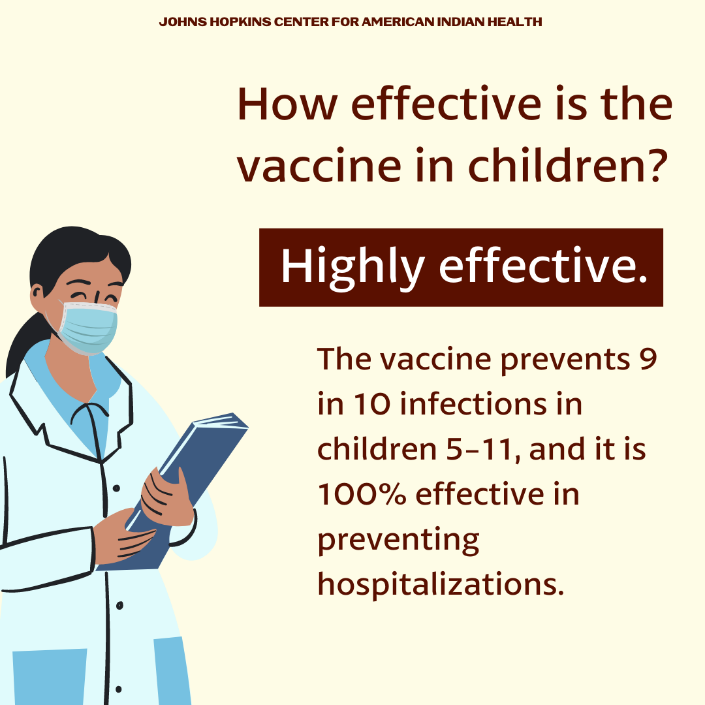 JOHNS HOPKINS CENTER FOR AMERICAN INDIAN HEALTH
How effective is the
vaccine in children?
Highly effective.
The vaccine prevents 9
in 10 infections in
children 5–11, and it is
100% effective in
preventing
hospitalizations.